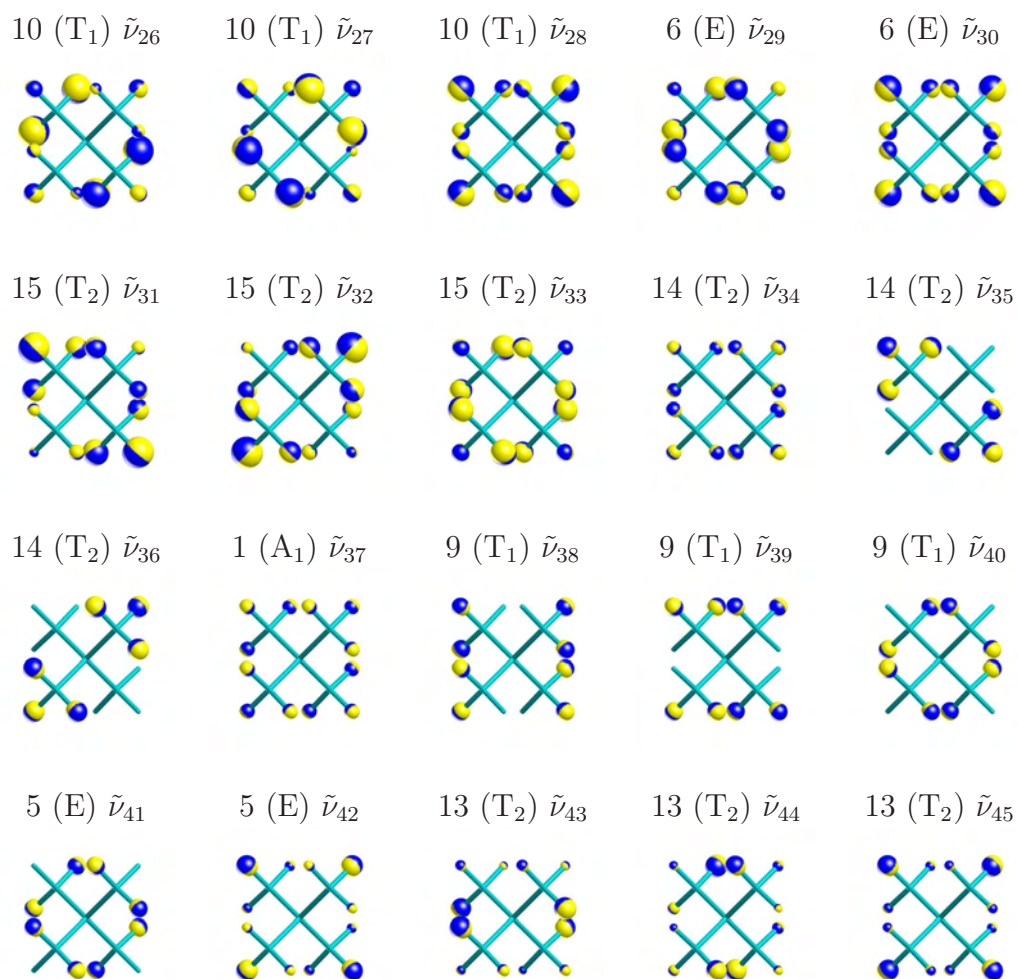 10 (T₁) ν̃₂₆ 10 (T₁) ν̃₂₇ 10 (T₁) ν̃₂₈ 6 (E) ν̃₂₉ 6 (E) ν̃₃₀
15 (T₂) ν̃₃₁ 15 (T₂) ν̃₃₂ 15 (T₂) ν̃₃₃ 14 (T₂) ν̃₃₄ 14 (T₂) ν̃₃₅
14 (T₂) ν̃₃₆ 1 (A₁) ν̃₃₇ 9 (T₁) ν̃₃₈ 9 (T₁) ν̃₃₉ 9 (T₁) ν̃₄₀
5 (E) ν̃₄₁ 5 (E) ν̃₄₂ 13 (T₂) ν̃₄₃ 13 (T₂) ν̃₄₄ 13 (T₂) ν̃₄₅